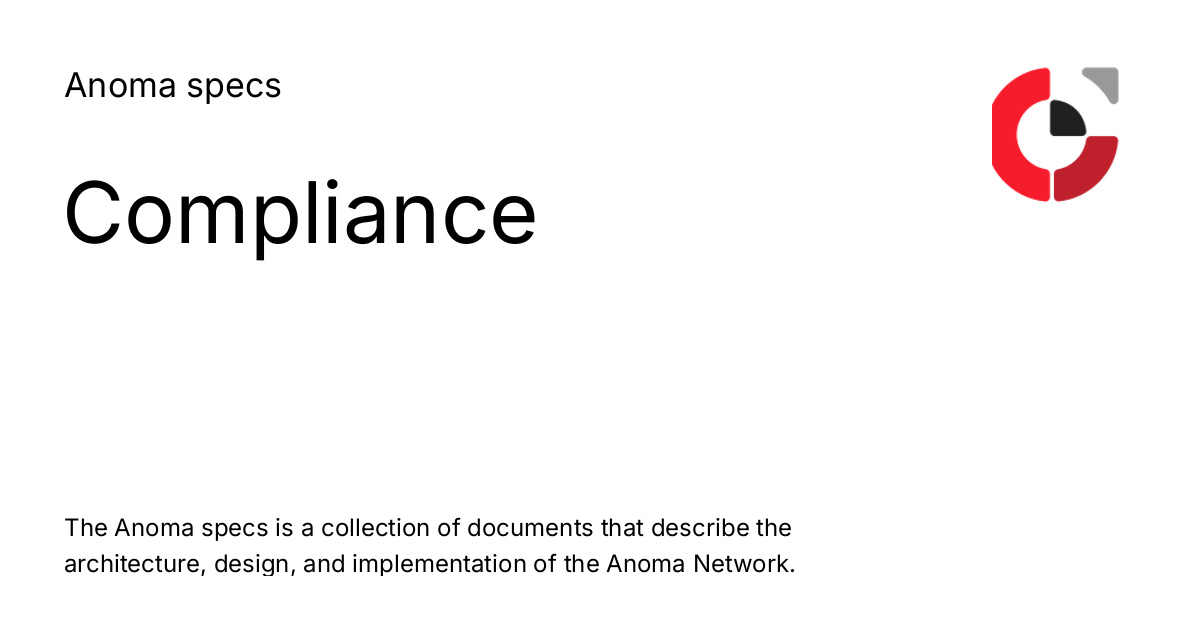 Anoma specs
Compliance
The Anoma specs is a collection of documents that describe the
architecture, design, and implementation of the Anoma Network.